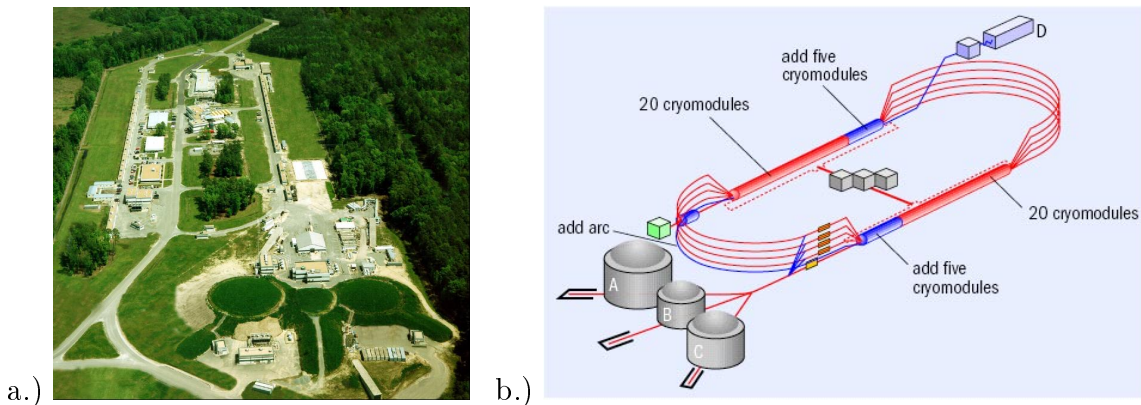 a.)
b.)
D
add five
cryomodules
20 cryomodules
20 cryomodules
add arc
add five
cryomodules
A
B
C